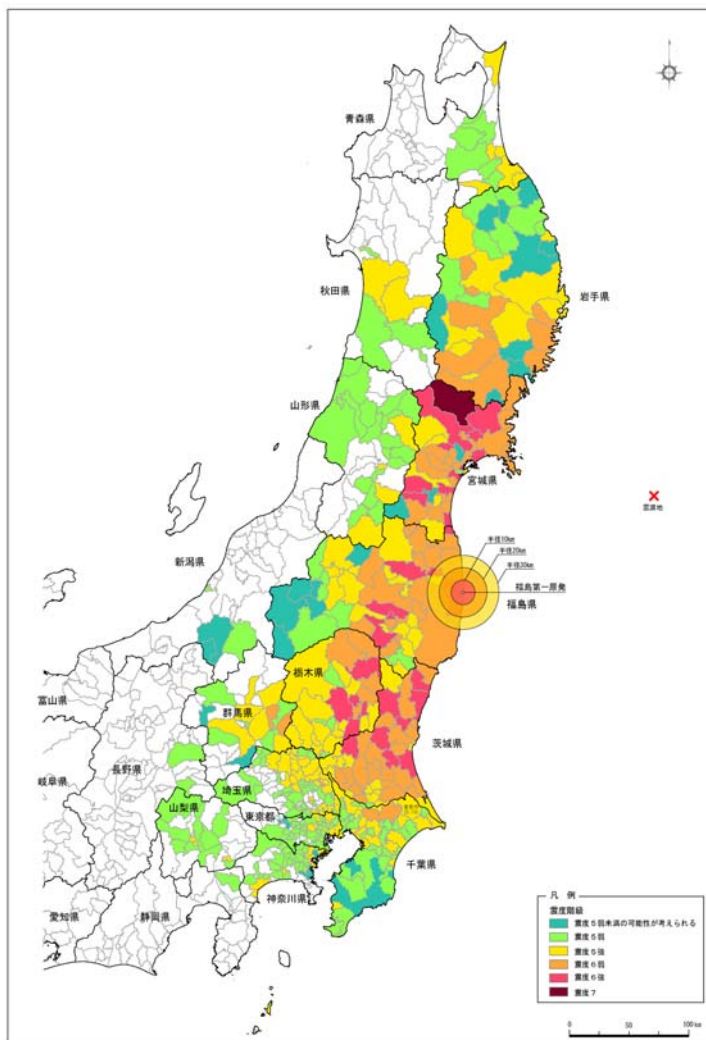 青森県
秋田県
岩手県
山形県
宮城県
震源地
新潟県
半径10km
半径20km
半径30km
福島第一原発
福島県
栃木県
富山県
群馬県
茨城県
長野県
岐阜県
埼玉県
山梨県
東京都
千葉県
神奈川県
愛知県
静岡県
凡 例
震度階級
震度5弱未満の可能性が考えられる
震度5弱
震度5強
震度6弱
震度6強
震度7
0 50 100km